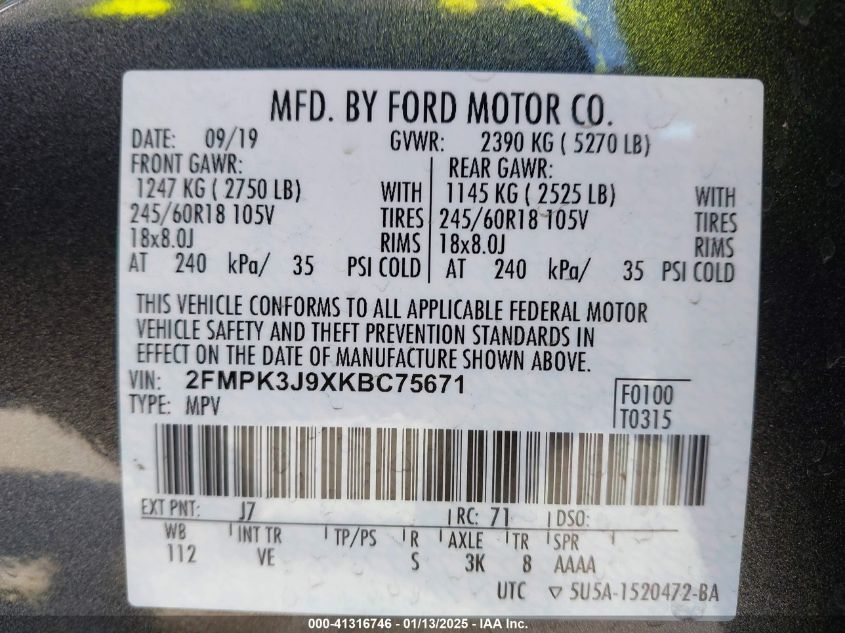 MFD. BY FORD MOTOR CO.
DATE: 09/19 GVWR: 2390 KG ( 5270 LB)
FRONT GAWR: REAR GAWR:
1247 KG ( 2750 LB) WITH 1145 KG ( 2525 LB) WITH
245/60R18 105V TIRES 245/60R18 105V TIRES
18x8.0J RIMS 18x8.0J RIMS
AT 240 kPa/ 35 PSI COLD AT 240 kPa/ 35 PSI COLD
THIS VEHICLE CONFORMS TO ALL APPLICABLE FEDERAL MOTOR
VEHICLE SAFETY AND THEFT PREVENTION STANDARDS IN
EFFECT ON THE DATE OF MANUFACTURE SHOWN ABOVE.
VIN: 2FMPK3J9XKBC75671
TYPE: MPV
F0100
T0315
EXT PNT: J7 RC: 71 DSO:
WB INT TR TP/PS R AXLE TR SPR
112 VE S 3K 8 AAAA
UTC ▽ 5U5A-1520472-BA
000-41316746 - 01/13/2025 - IAA Inc.